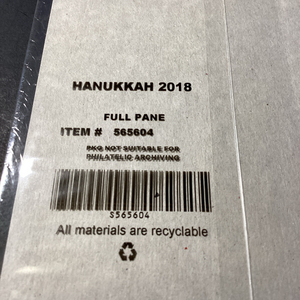 HANUKKAH 2018
FULL PANE
ITEM # 565604
PKG NOT SUITABLE FOR
PHILATELIC ARCHIVING
S565604
All materials are recyclable